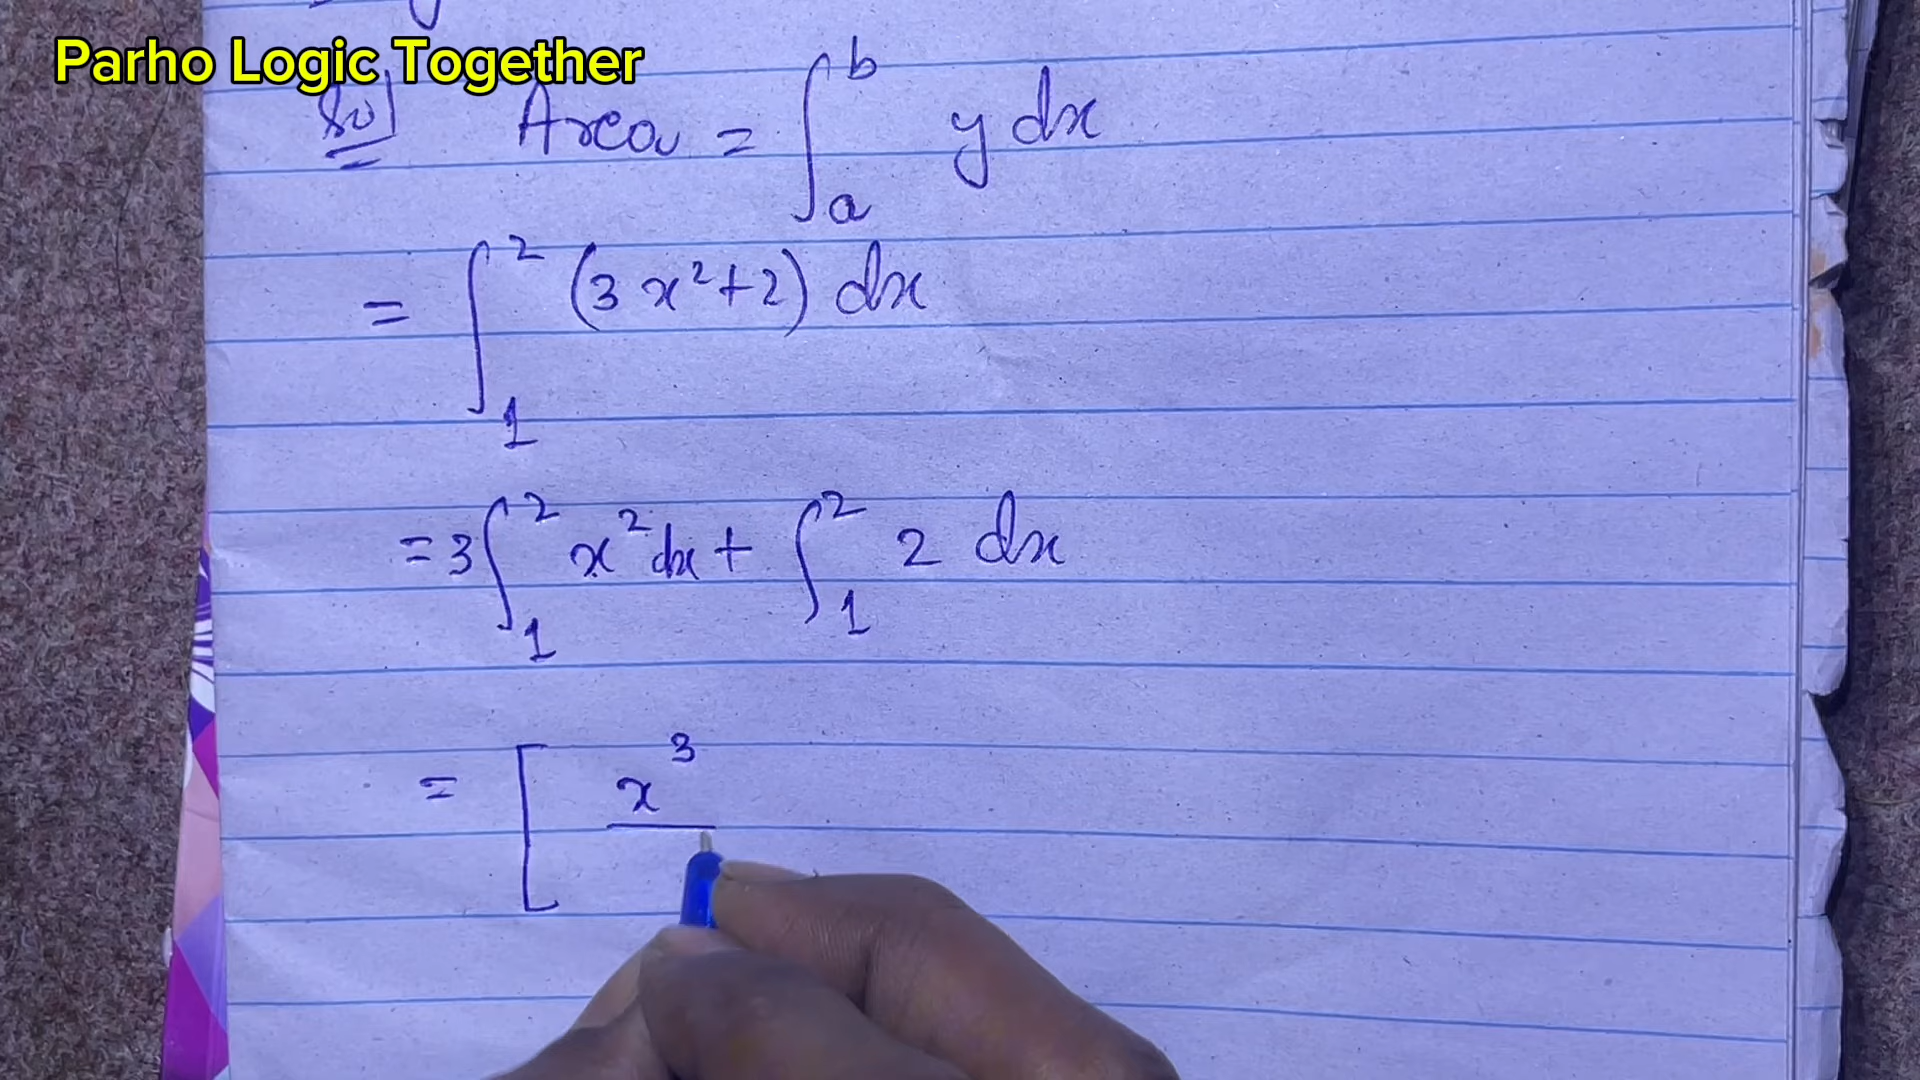 Parho Logic Together
Sol Area = ∫_a^b y dx
= ∫_1^2 (3x²+2) dx
= 3∫_1^2 x² dx + ∫_1^2 2 dx
= [ x³